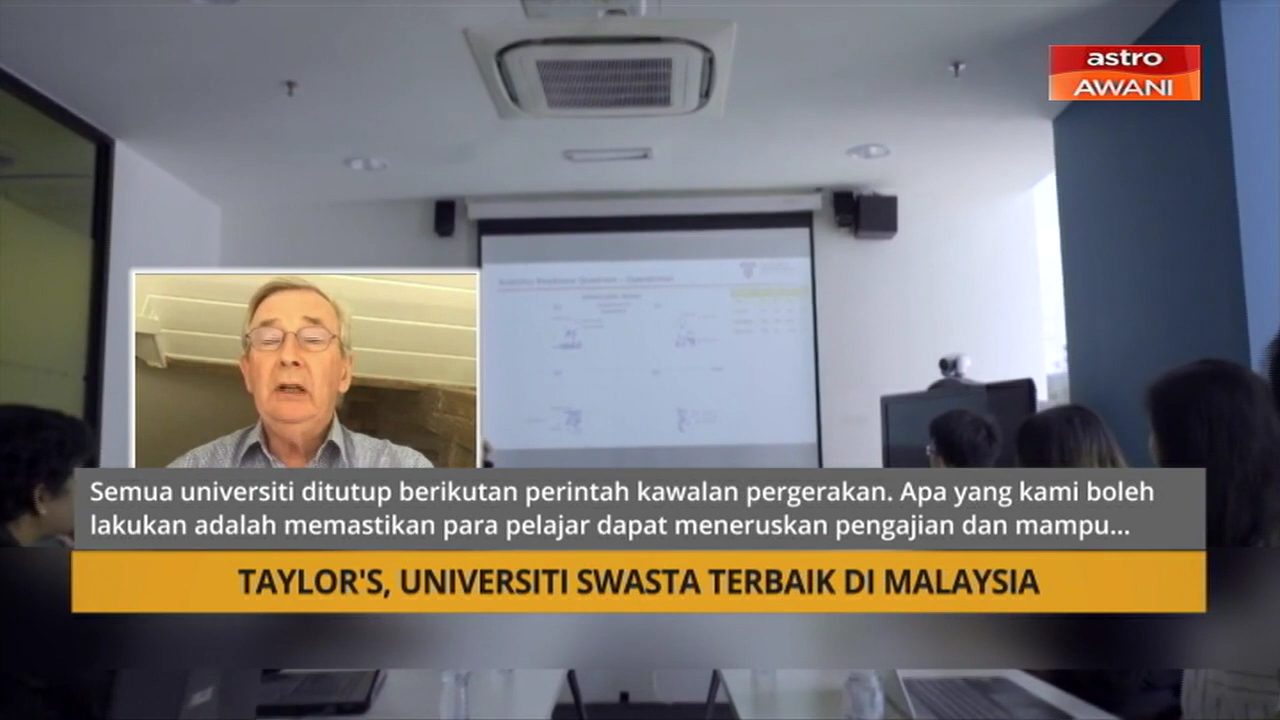 astro
AWANI
Semua universiti ditutup berikutan perintah kawalan pergerakan. Apa yang kami boleh
lakukan adalah memastikan para pelajar dapat meneruskan pengajian dan mampu...
TAYLOR'S, UNIVERSITI SWASTA TERBAIK DI MALAYSIA